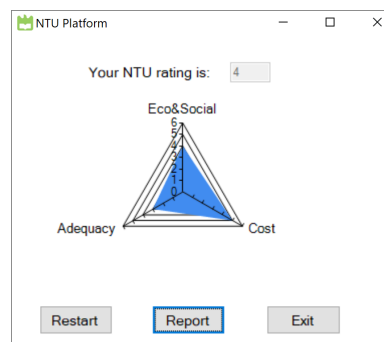 NTU Platform
Your NTU rating is: 4
Eco&Social
6
5
4
3
2
1
0
Adequacy
Cost
Restart
Report
Exit